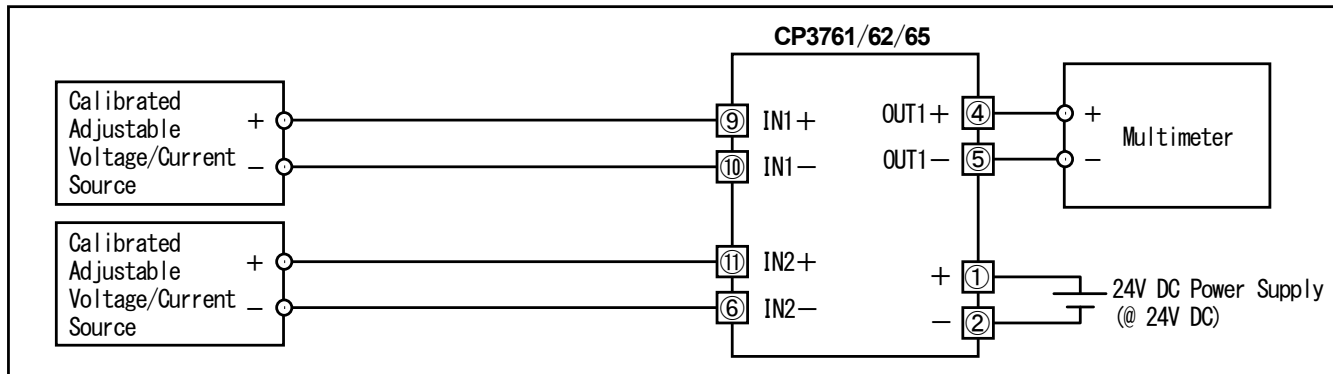 CP3761/62/65
Calibrated
Adjustable
Voltage/Current
Source
+
−
⑨ IN1+
⑩ IN1−
OUT1+ ④
OUT1− ⑤
+
−
Multimeter
Calibrated
Adjustable
Voltage/Current
Source
+
−
⑪ IN2+
⑥ IN2−
+ ①
− ②
24V DC Power Supply
(@ 24V DC)